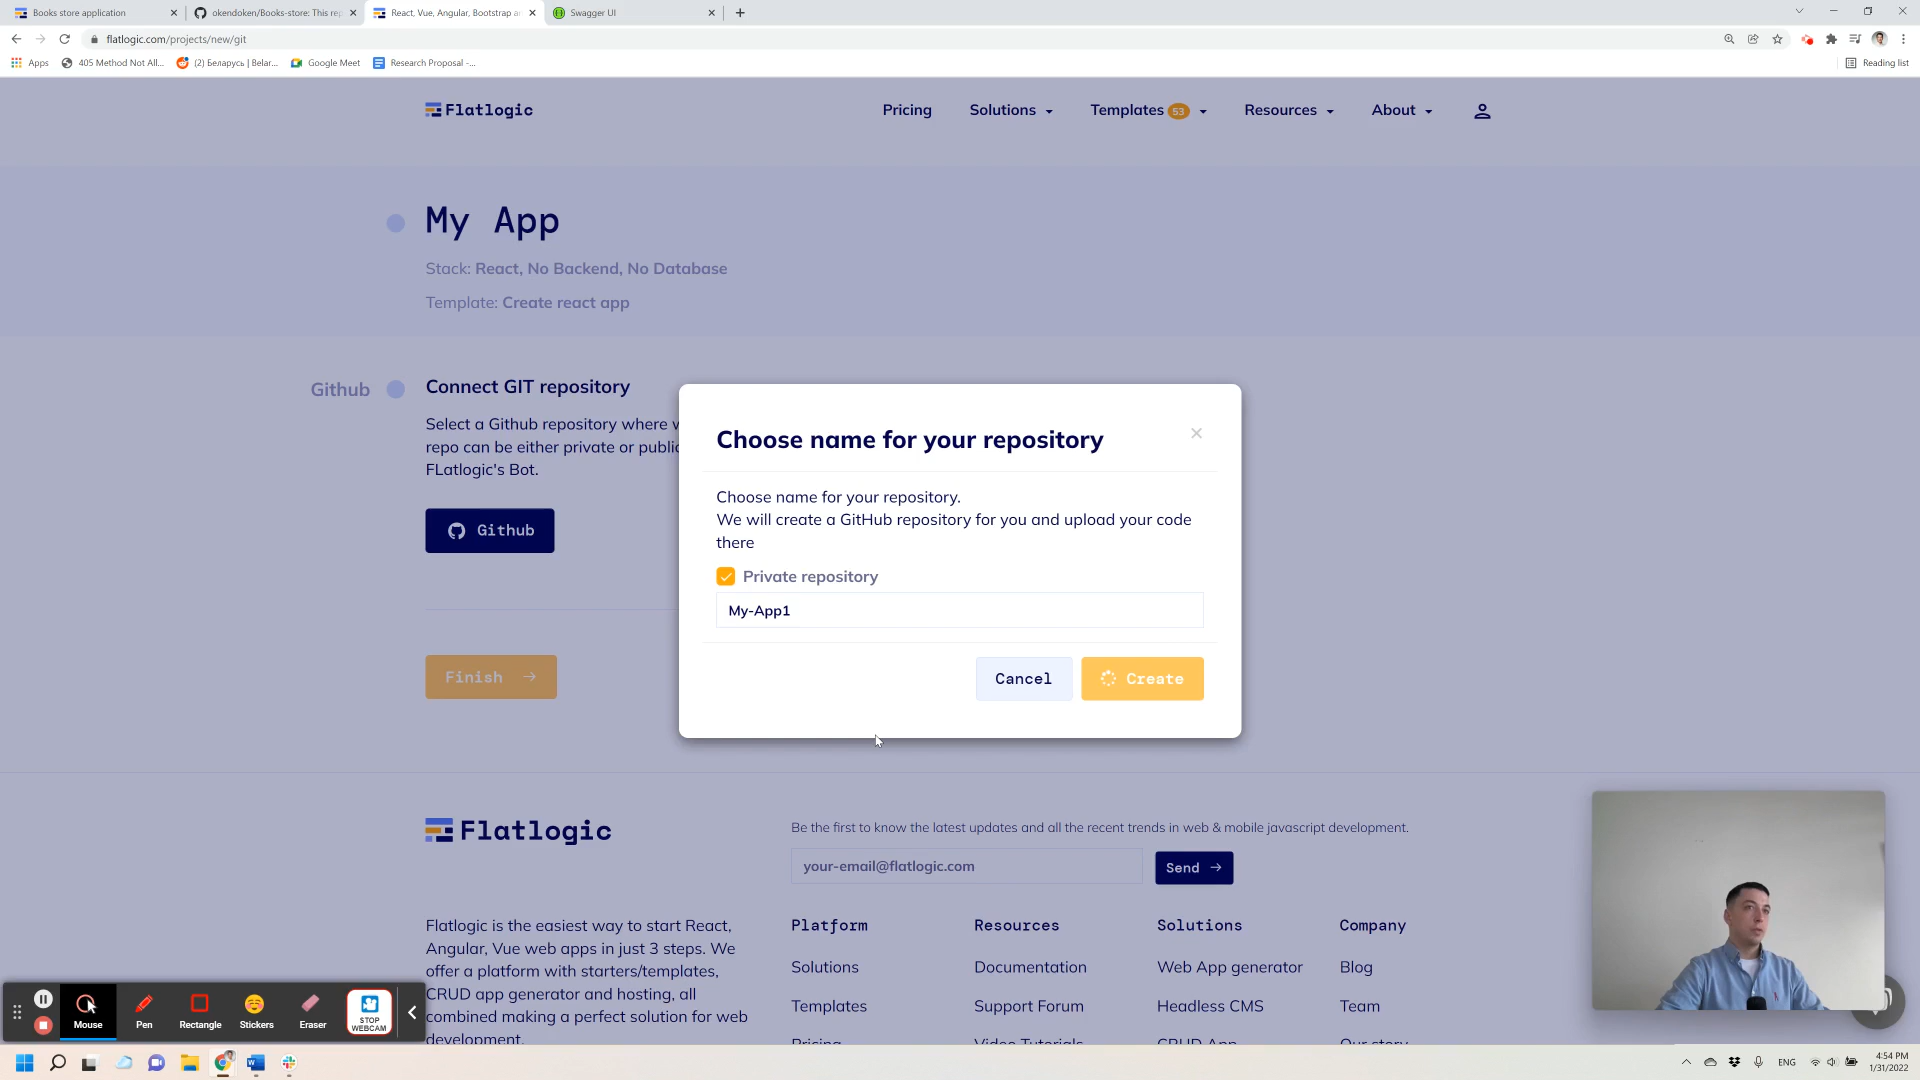 Books store application
okendoken/Books-store: This rep
React, Vue, Angular, Bootstrap a
Swagger UI
flatlogic.com/projects/new/git
Apps
405 Method Not All...
(2) Беларусь | Belar...
Google Meet
Research Proposal -...
Reading list
Flatlogic
Pricing
Solutions
Templates 53
Resources
About
My App
Stack: React, No Backend, No Database
Template: Create react app
Github
Connect GIT repository
Select a Github repository where
repo can be either private or public
FLatlogic's Bot.
Github
Finish →
Choose name for your repository
×
Choose name for your repository.
We will create a GitHub repository for you and upload your code
there
Private repository
My-App1
Cancel
Create
Flatlogic
Flatlogic is the easiest way to start React,
Angular, Vue web apps in just 3 steps. We
offer a platform with starters/templates,
CRUD app generator and hosting, all
combined making a perfect solution for web
development.
Be the first to know the latest updates and all the recent trends in web & mobile javascript development.
your-email@flatlogic.com
Send →
Platform
Solutions
Templates
Pricing
Resources
Documentation
Support Forum
Video Tutorials
Solutions
Web App generator
Headless CMS
CRUD App
Company
Blog
Team
Our story
Mouse
Pen
Rectangle
Stickers
Eraser
STOP
WEBCAM
ENG
4:54 PM
1/31/2022